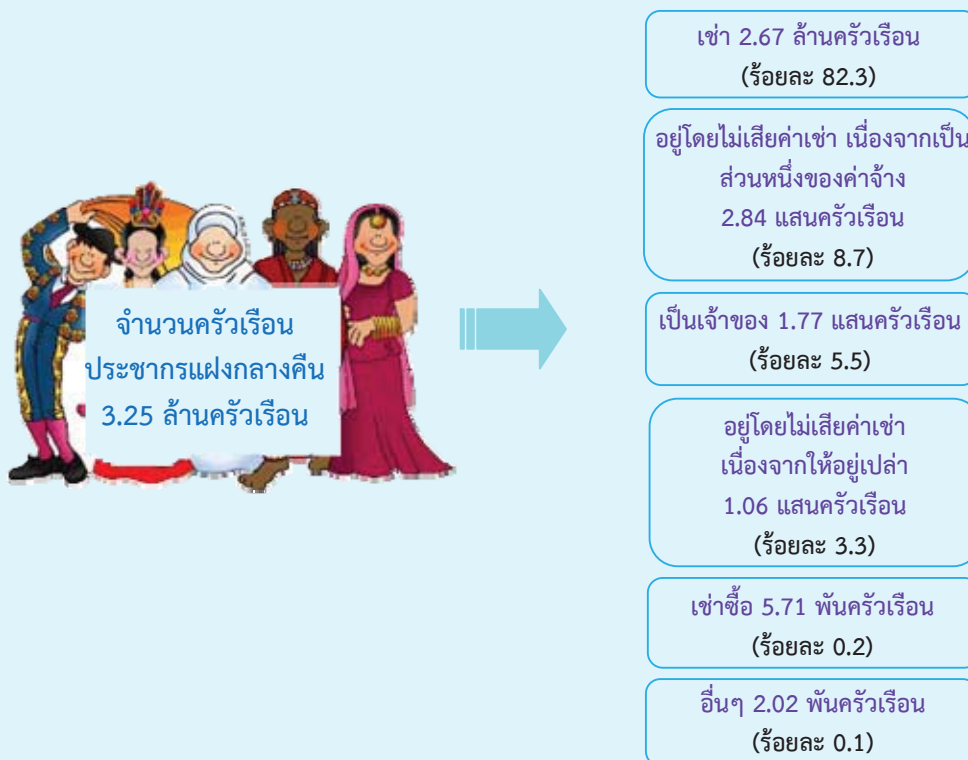 จำนวนครัวเรือน
ประชากรแฝงกลางคืน
3.25 ล้านครัวเรือน
เช่า 2.67 ล้านครัวเรือน
(ร้อยละ 82.3)
อยู่โดยไม่เสียค่าเช่า เนื่องจากเป็น
ส่วนหนึ่งของค่าจ้าง
2.84 แสนครัวเรือน
(ร้อยละ 8.7)
เป็นเจ้าของ 1.77 แสนครัวเรือน
(ร้อยละ 5.5)
อยู่โดยไม่เสียค่าเช่า
เนื่องจากให้อยู่เปล่า
1.06 แสนครัวเรือน
(ร้อยละ 3.3)
เช่าซื้อ 5.71 พันครัวเรือน
(ร้อยละ 0.2)
อื่นๆ 2.02 พันครัวเรือน
(ร้อยละ 0.1)